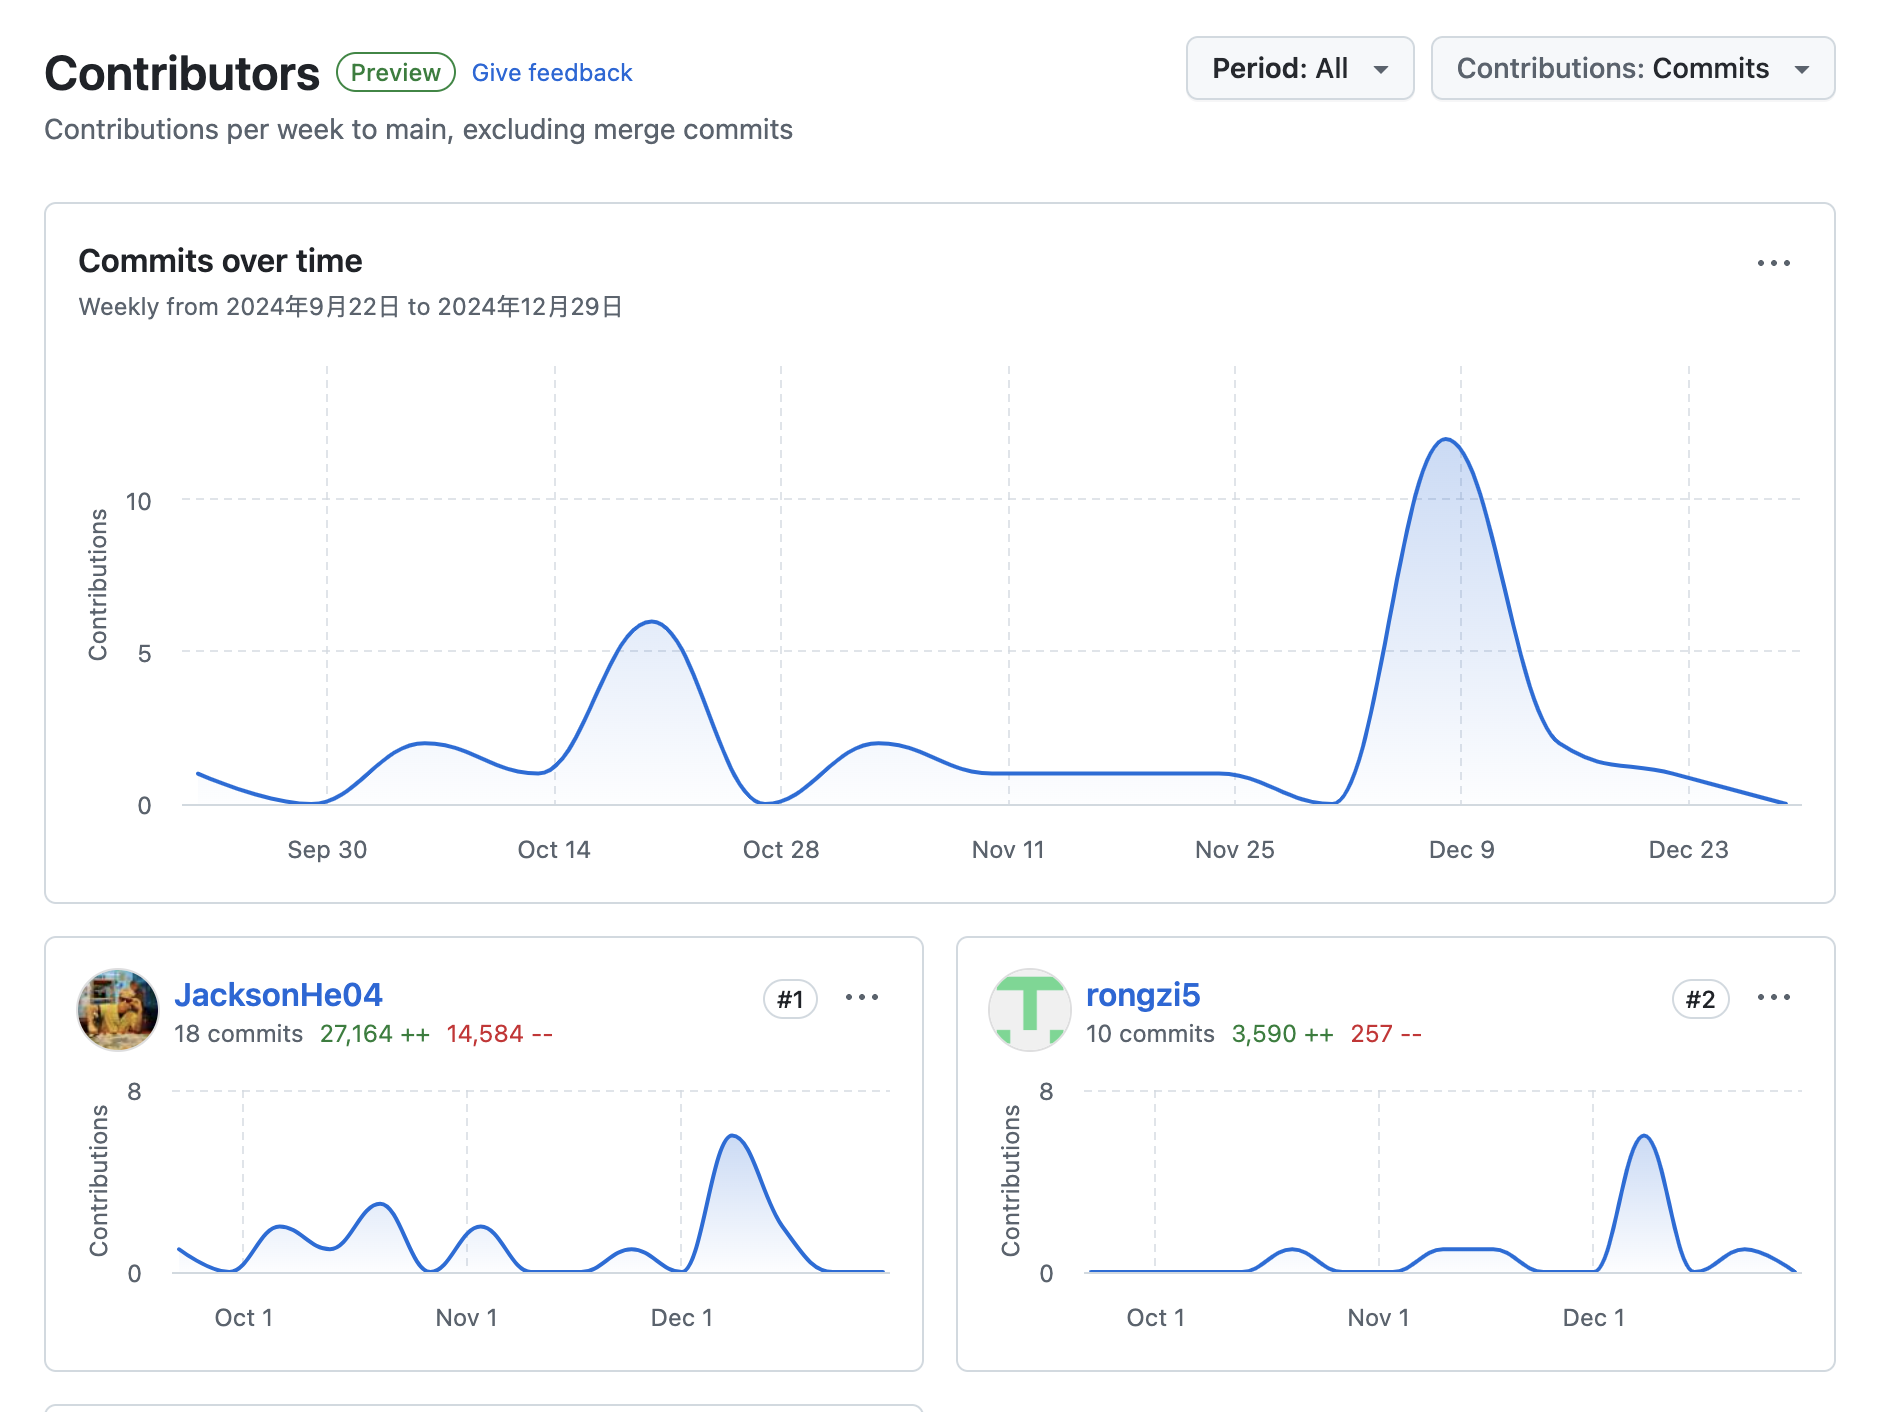 Contributors Preview Give feedback
Period: All
Contributions: Commits
Contributions per week to main, excluding merge commits
Commits over time
Weekly from 2024年9月22日 to 2024年12月29日
Contributions
10
5
0
Sep 30
Oct 14
Oct 28
Nov 11
Nov 25
Dec 9
Dec 23
JacksonHe04
#1
18 commits 27,164 ++ 14,584 --
Contributions
8
0
Oct 1
Nov 1
Dec 1
rongzi5
#2
10 commits 3,590 ++ 257 --
Contributions
8
0
Oct 1
Nov 1
Dec 1